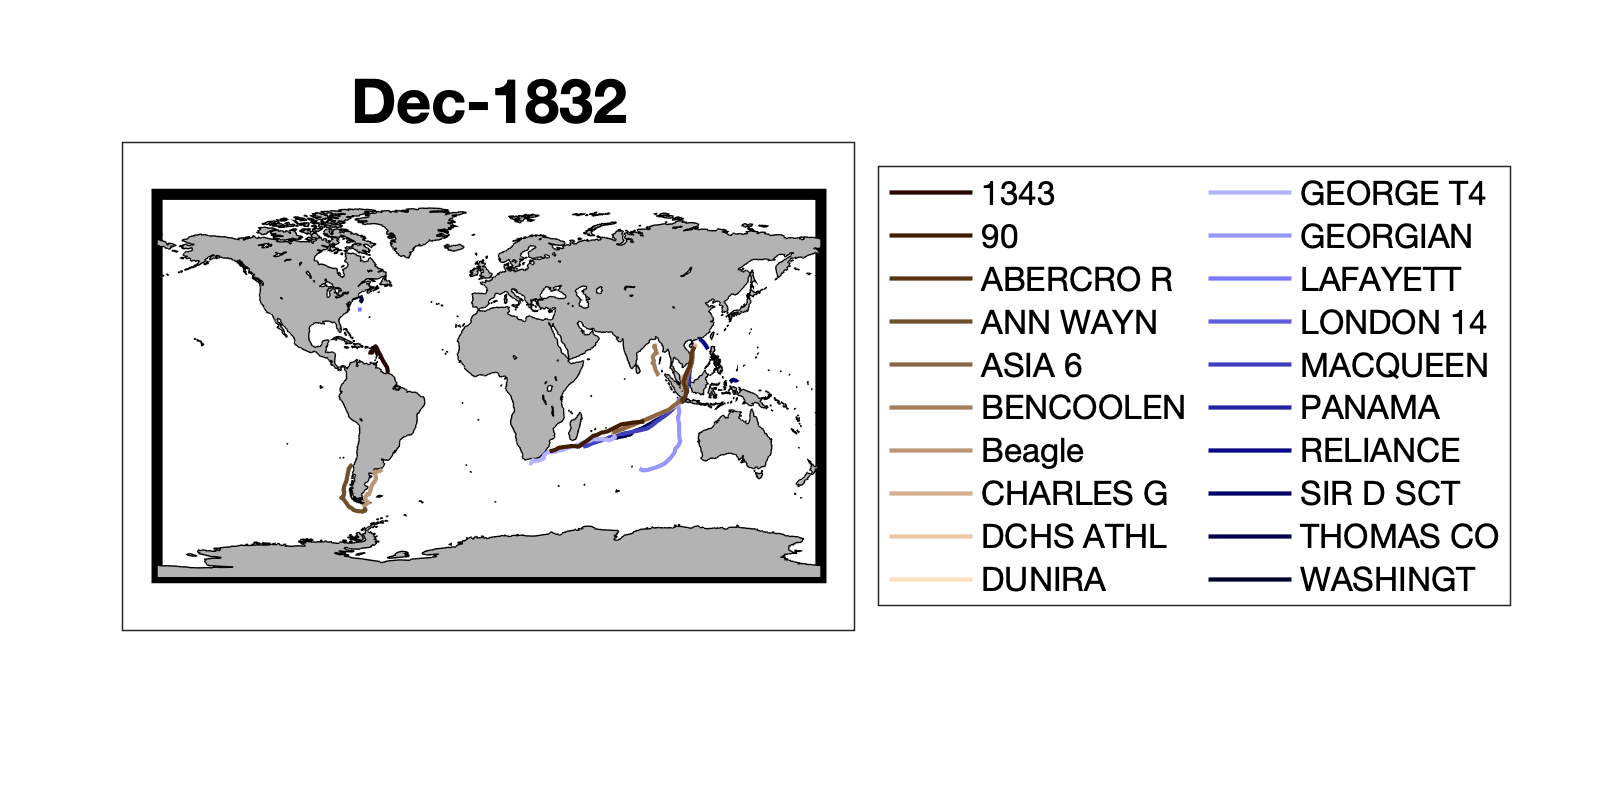 Dec-1832
1343
90
ABERCRO R
ANN WAYN
ASIA 6
BENCOOLEN
Beagle
CHARLES G
DCHS ATHL
DUNIRA
GEORGE T4
GEORGIAN
LAFAYETT
LONDON 14
MACQUEEN
PANAMA
RELIANCE
SIR D SCT
THOMAS CO
WASHINGT